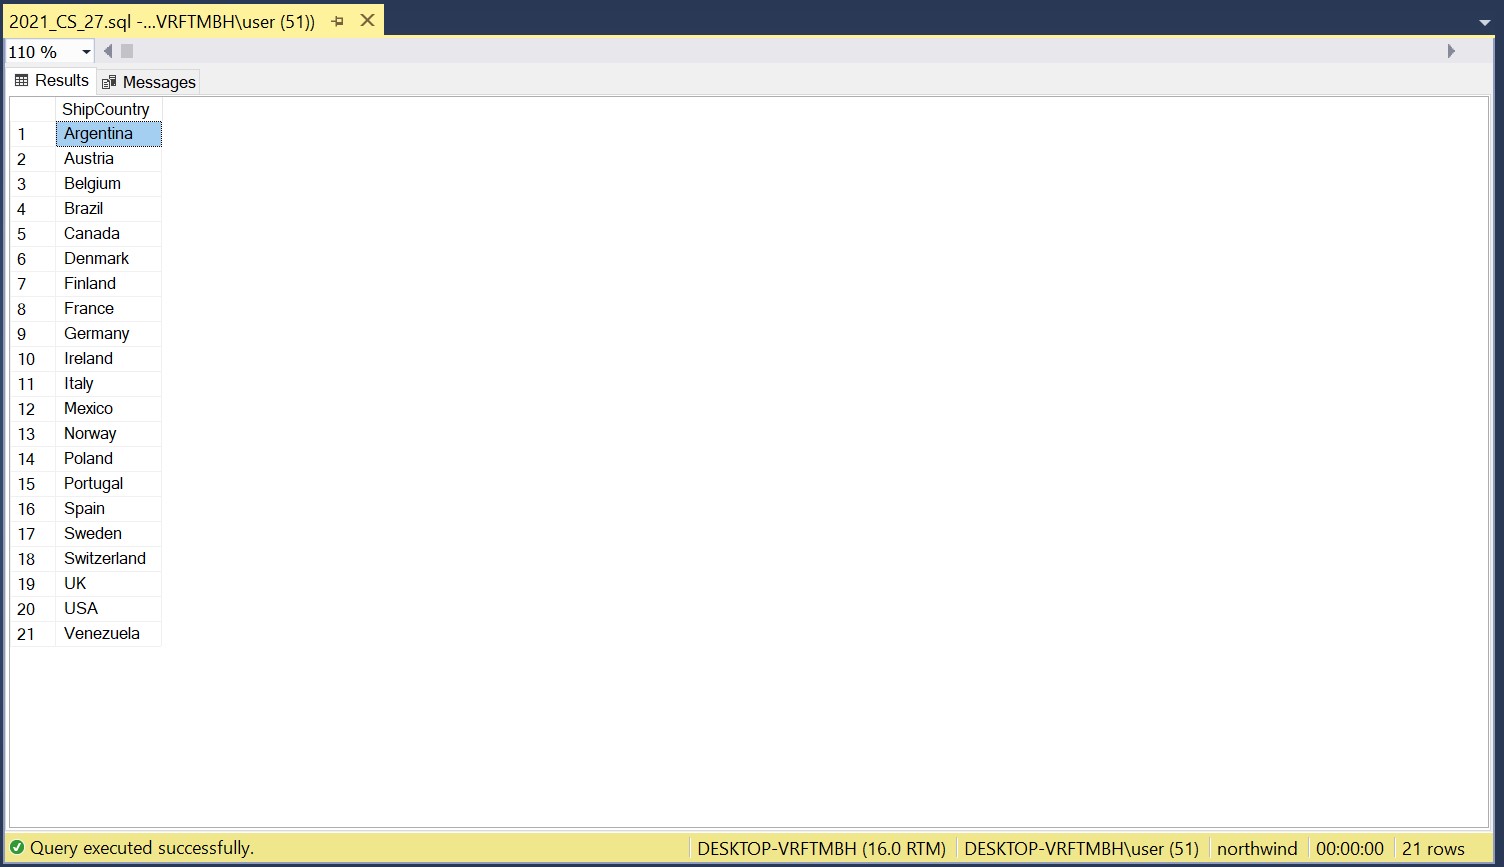 2021_CS_27.sql -...VRFTMBH\user (51))
110 %
Results Messages
ShipCountry
1 Argentina
2 Austria
3 Belgium
4 Brazil
5 Canada
6 Denmark
7 Finland
8 France
9 Germany
10 Ireland
11 Italy
12 Mexico
13 Norway
14 Poland
15 Portugal
16 Spain
17 Sweden
18 Switzerland
19 UK
20 USA
21 Venezuela
Query executed successfully. DESKTOP-VRFTMBH (16.0 RTM) DESKTOP-VRFTMBH\user (51) northwind 00:00:00 21 rows